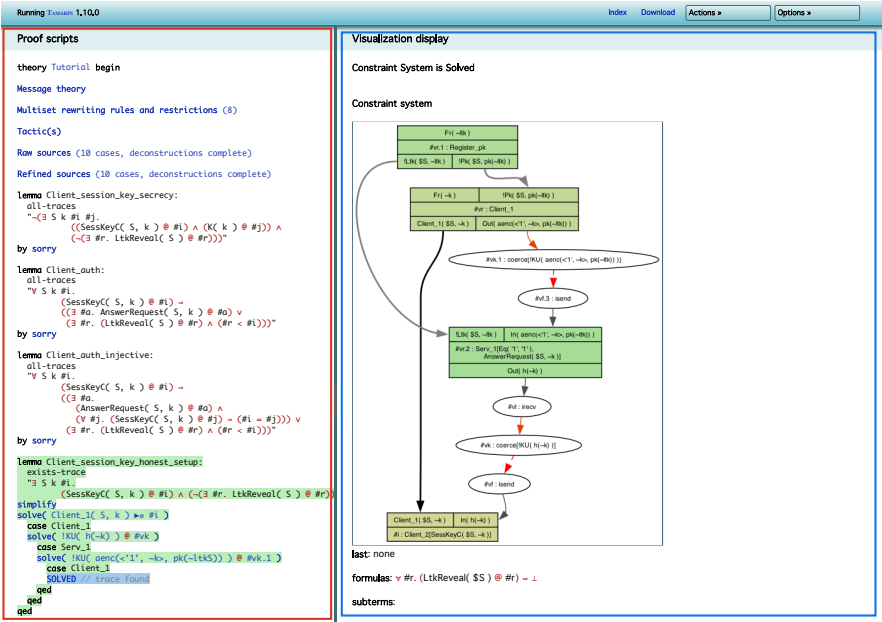 Running TAMARIN 1.10.0
Index Download Actions » Options »
Proof scripts
theory Tutorial begin
Message theory
Multiset rewriting rules and restrictions (8)
Tactic(s)
Raw sources (10 cases, deconstructions complete)
Refined sources (10 cases, deconstructions complete)
lemma Client_session_key_secrecy:
all-traces
"¬(∃ S k #i #j.
((SessKeyC( S, k ) @ #i) ∧ (K( k ) @ #j)) ∧
(¬(∃ #r. LtkReveal( S ) @ #r)))"
by sorry
lemma Client_auth:
all-traces
"∀ S k #i.
(SessKeyC( S, k ) @ #i) ⇒
((∃ #a. AnswerRequest( S, k ) @ #a) ∨
(∃ #r. (LtkReveal( S ) @ #r) ∧ (#r < #i)))"
by sorry
lemma Client_auth_injective:
all-traces
"∀ S k #i.
(SessKeyC( S, k ) @ #i) ⇒
((∃ #a.
(AnswerRequest( S, k ) @ #a) ∧
(∀ #j. (SessKeyC( S, k ) @ #j) ⇒ (#i = #j))) ∨
(∃ #r. (LtkReveal( S ) @ #r) ∧ (#r < #i)))"
by sorry
lemma Client_session_key_honest_setup:
exists-trace
"∃ S k #i.
(SessKeyC( S, k ) @ #i) ∧ (¬(∃ #r. LtkReveal( S ) @ #r))
simplify
solve( Client_1( S, k ) ▶₀ #i )
case Client_1
solve( !KU( h(~k) ) @ #vk )
case Serv_1
solve( !KU( aenc(<'1', ~k>, pk(~ltkS)) ) @ #vk.1 )
case Client_1
SOLVED // trace found
qed
qed
qed
Visualization display
Constraint System is Solved
Constraint system
Fr( ~ltk )
#vr.1 : Register_pk
!Ltk( $S, ~ltk ) !Pk( $S, pk(~ltk) )
Fr( ~k ) !Pk( $S, pk(~ltk) )
#vr : Client_1
Client_1( $S, ~k ) Out( aenc(<'1', ~k>, pk(~ltk)) )
#vk.1 : coerce[!KU( aenc(<'1', ~k>, pk(~ltk)) )]
#vf.3 : isend
!Ltk( $S, ~ltk ) In( aenc(<'1', ~k>, pk(~ltk)) )
#vr.2 : Serv_1[Eq( '1', '1' ),
AnswerRequest( $S, ~k )]
Out( h(~k) )
#vl : irecv
#vk : coerce[!KU( h(~k) )]
#vf : isend
Client_1( $S, ~k ) In( h(~k) )
#i : Client_2[SessKeyC( $S, ~k )]
last: none
formulas: ∀ #r. (LtkReveal( $S ) @ #r) ⇒ ⊥
subterms: